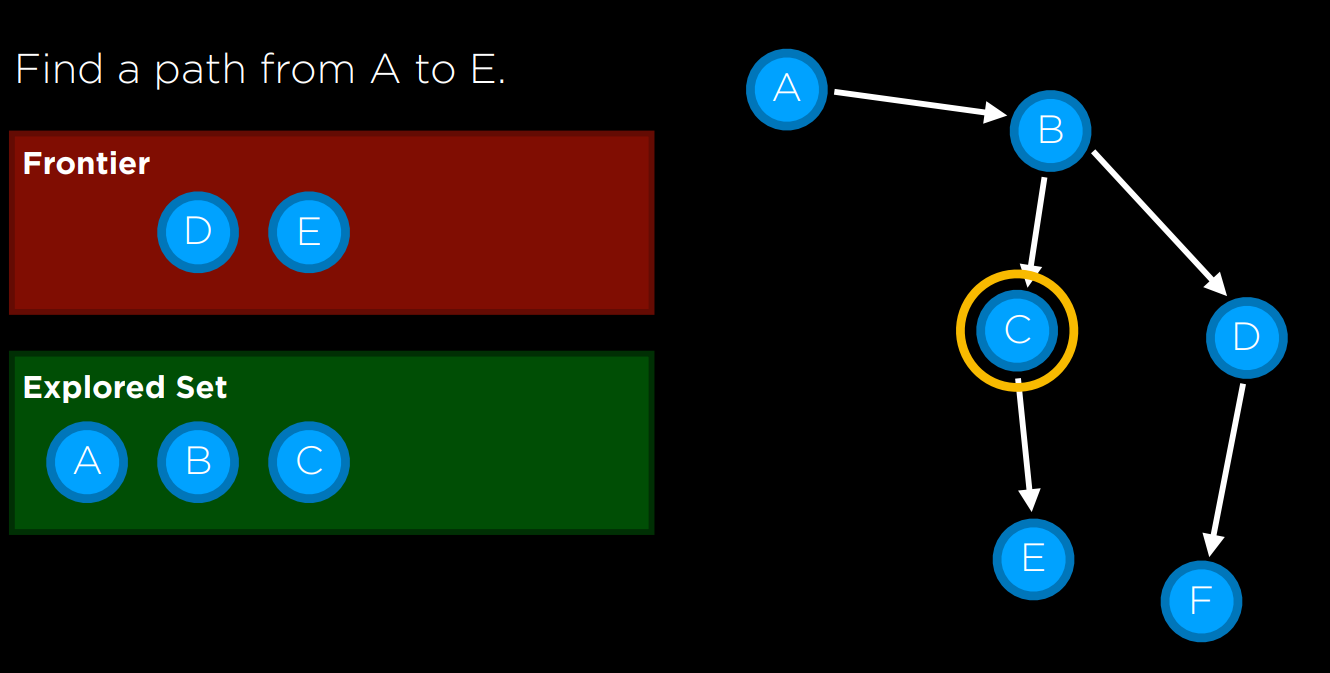 Find a path from A to E.
Frontier
D E
Explored Set
A B C
A
B
C
D
E
F